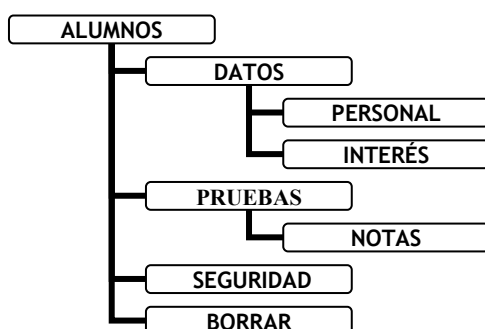 ALUMNOS
DATOS
PERSONAL
INTERÉS
PRUEBAS
NOTAS
SEGURIDAD
BORRAR